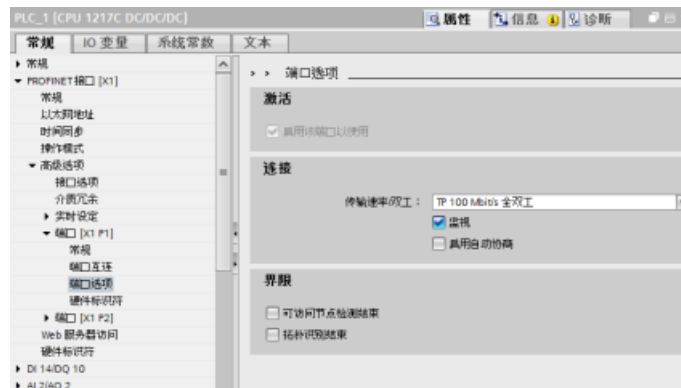 PLC_1 [CPU 1217C DC/DC/DC]
属性 信息 诊断
常规 IO 变量 系统常数 文本
常规
PROFINET接口 [X1]
常规
以太网地址
时间同步
操作模式
高级选项
接口选项
介质冗余
实时设定
端口 [X1 P1]
常规
端口互连
端口选项
硬件标识符
端口 [X1 P2]
Web 服务器访问
硬件标识符
DI 14/DQ 10
AI 2/AQ 2
> > 端口选项
激活
启用该端口以使用
连接
传输速率/双工： TP 100 Mbit/s 全双工
监视
启用自动协商
界限
可访问节点检测结束
拓扑识别结束